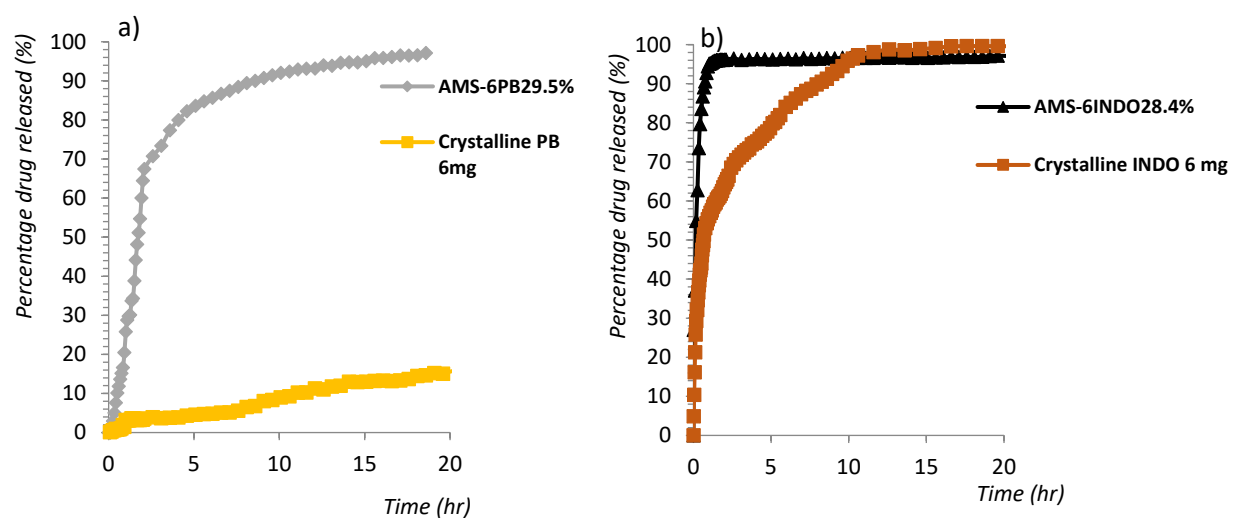 a)
Percentage drug released (%)
100
90
80
70
60
50
40
30
20
10
0
0 5 10 15 20
Time (hr)
AMS-6PB29.5%
Crystalline PB
6mg
b)
Percentage drug released (%)
100
90
80
70
60
50
40
30
20
10
0
0 5 10 15 20
Time (hr)
AMS-6INDO28.4%
Crystalline INDO 6 mg